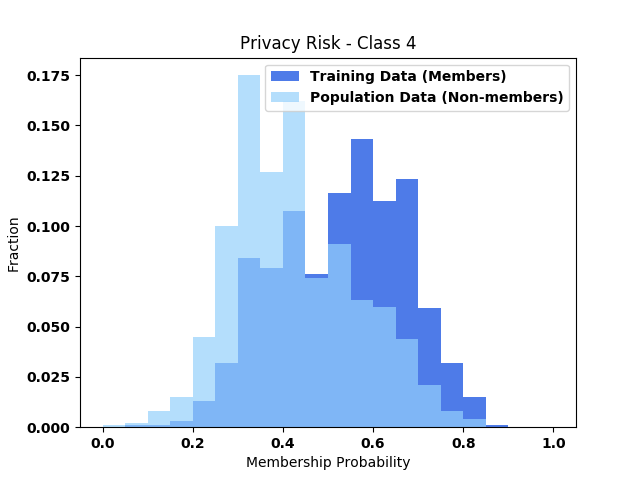 Privacy Risk - Class 4
Training Data (Members)
Population Data (Non-members)
Fraction
0.175
0.150
0.125
0.100
0.075
0.050
0.025
0.000
0.0 0.2 0.4 0.6 0.8 1.0
Membership Probability